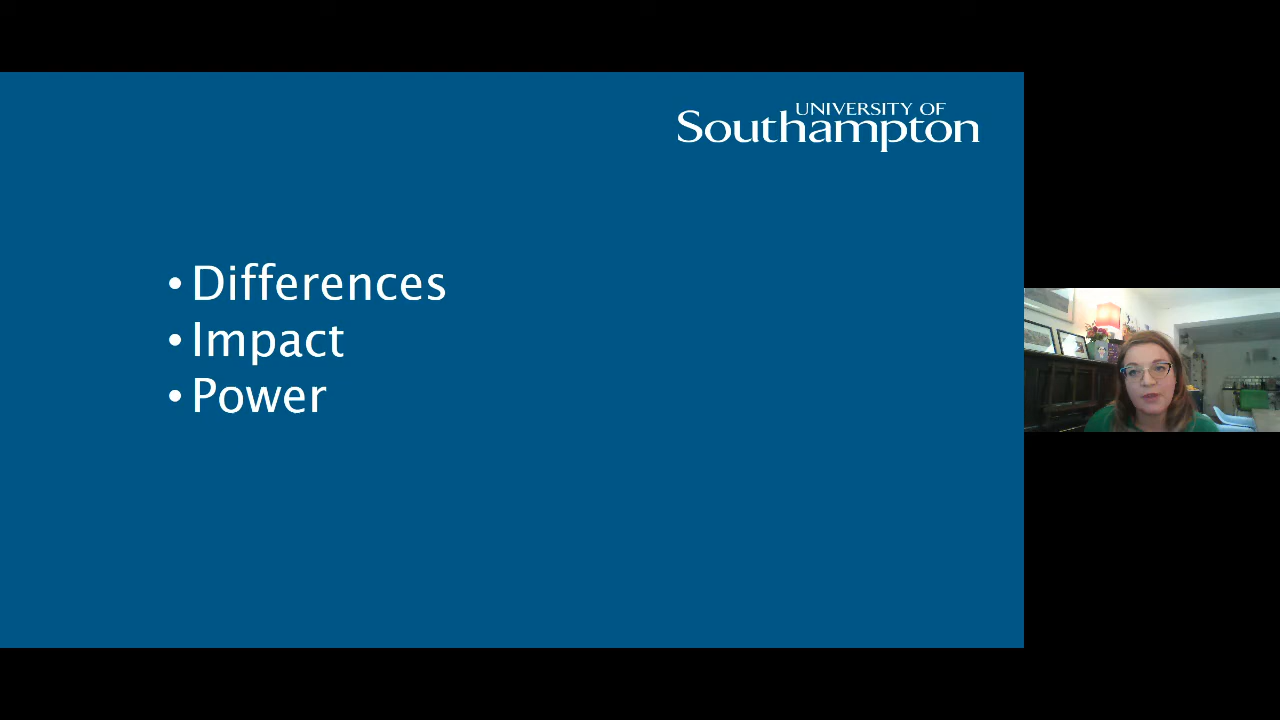 UNIVERSITY OF
Southampton
• Differences
• Impact
• Power